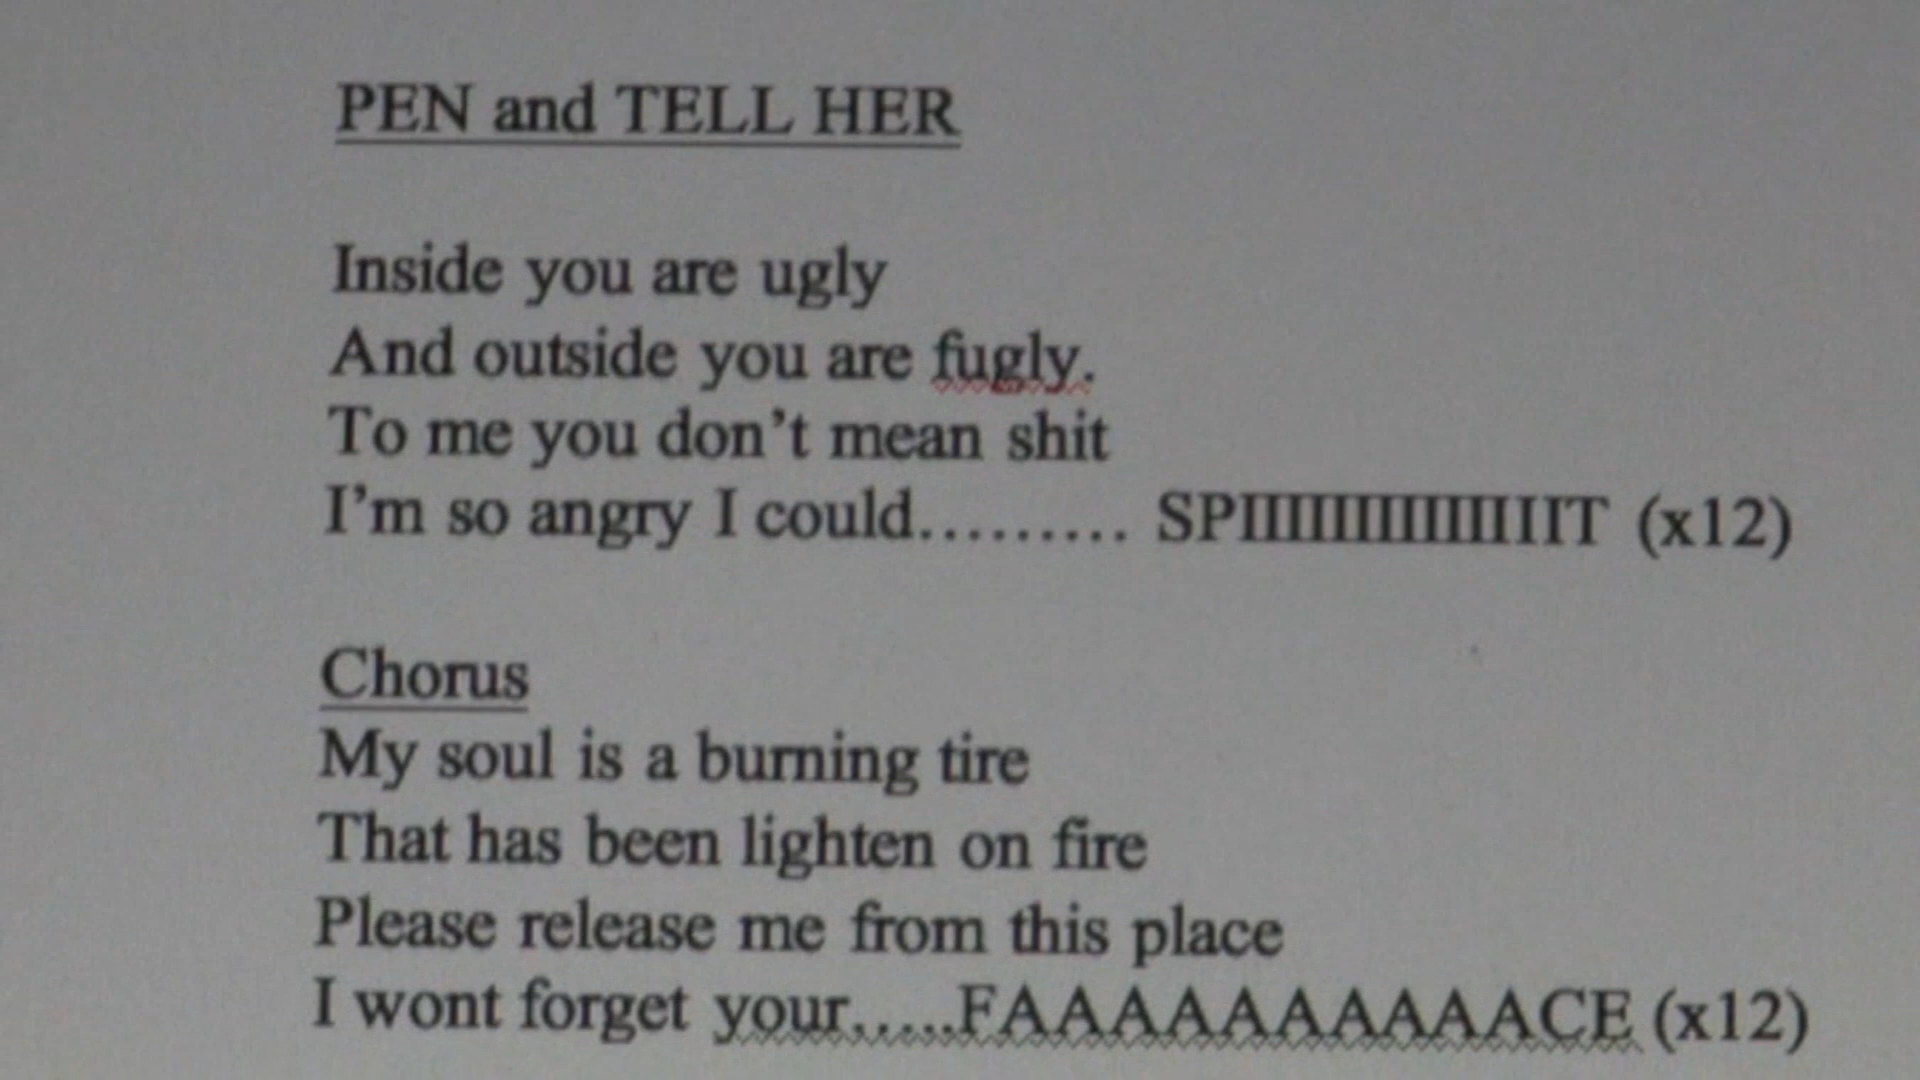 PEN and TELL HER
Inside you are ugly
And outside you are fugly.
To me you don’t mean shit
I’m so angry I could......... SPIIIIIIIIIIIIIIIT (x12)
Chorus
My soul is a burning tire
That has been lighten on fire
Please release me from this place
I wont forget your.....FAAAAAAAAAAAACE (x12)